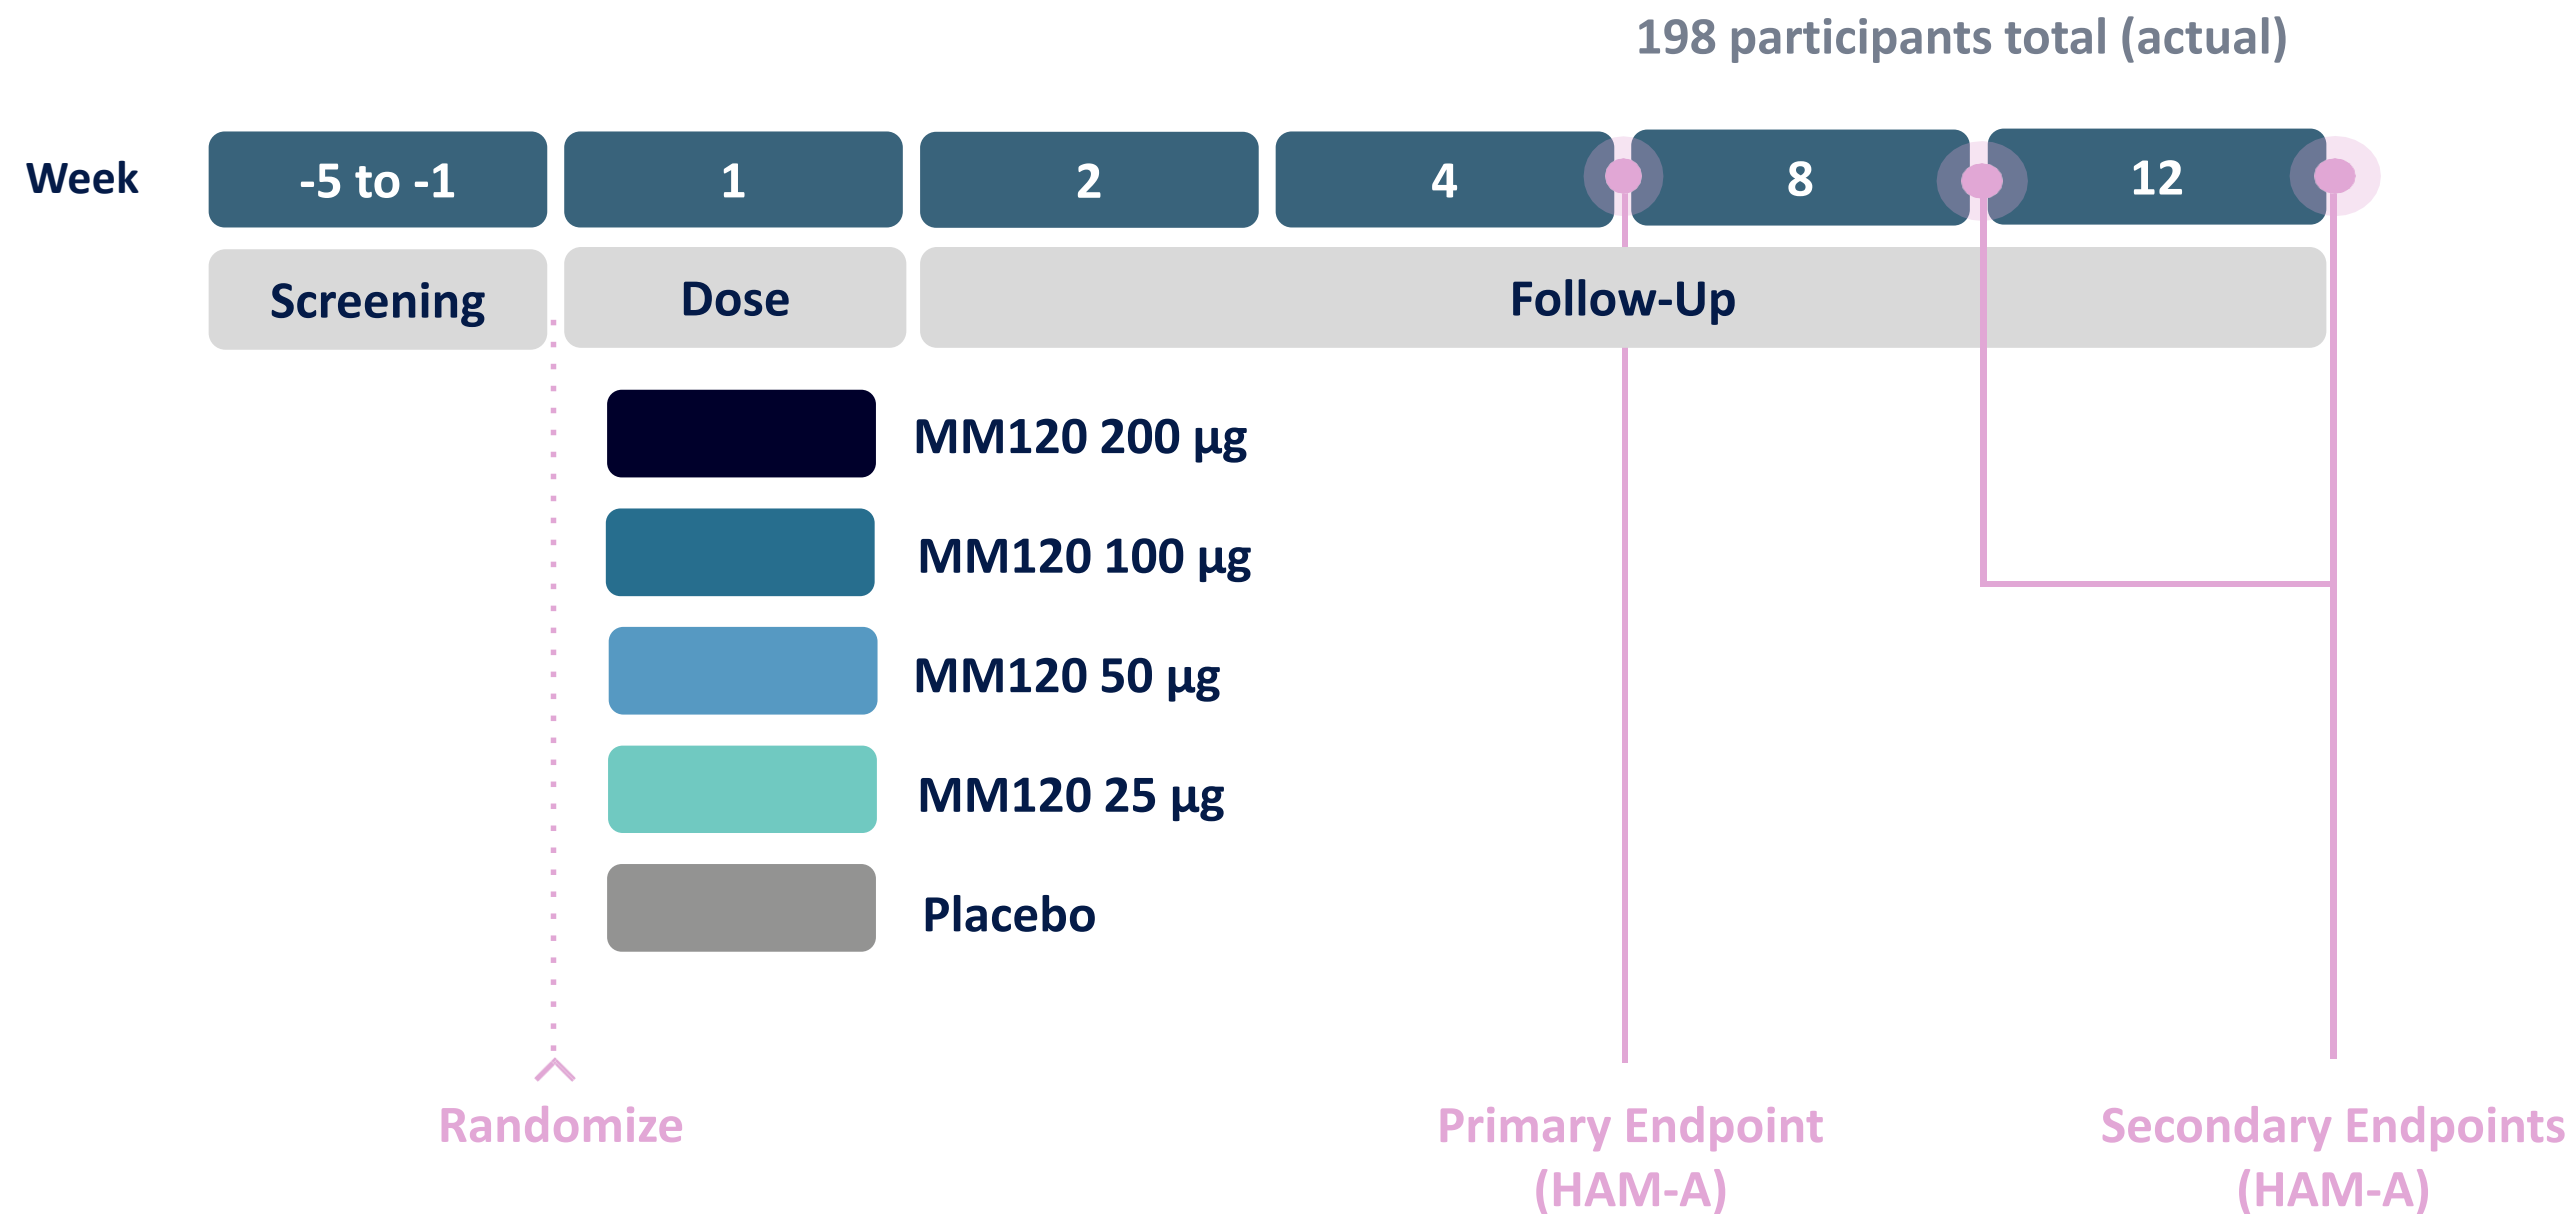 198 participants total (actual)
Week
-5 to -1
1
2
4
8
12
Screening
Dose
Follow-Up
MM120 200 µg
MM120 100 µg
MM120 50 µg
MM120 25 µg
Placebo
Randomize
Primary Endpoint
(HAM-A)
Secondary Endpoints
(HAM-A)